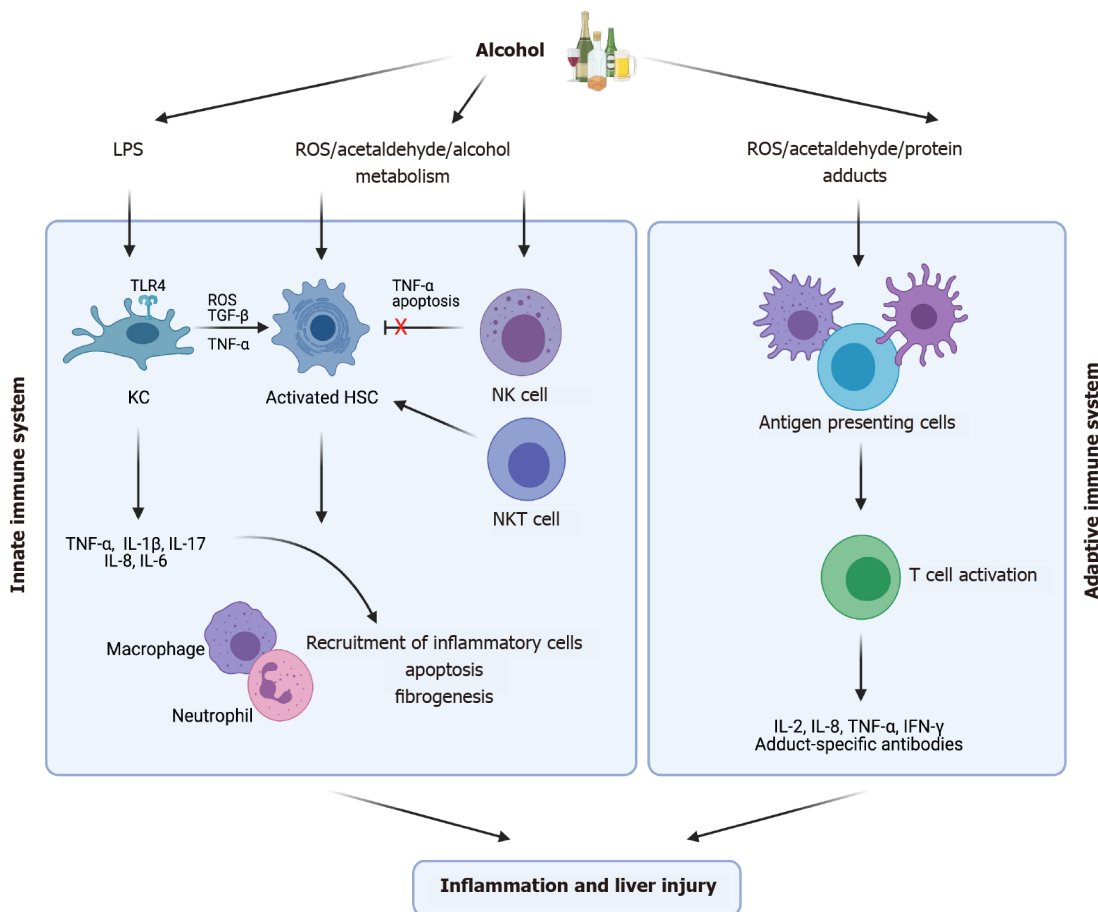 Alcohol
LPS
ROS/acetaldehyde/alcohol
metabolism
ROS/acetaldehyde/protein
adducts
Innate immune system
TLR4
ROS
TGF-β
TNF-α
TNF-α
apoptosis
KC
Activated HSC
NK cell
NKT cell
TNF-α, IL-1β, IL-17
IL-8, IL-6
Macrophage
Neutrophil
Recruitment of inflammatory cells
apoptosis
fibrogenesis
Antigen presenting cells
T cell activation
IL-2, IL-8, TNF-α, IFN-γ
Adduct-specific antibodies
Adaptive immune system
Inflammation and liver injury